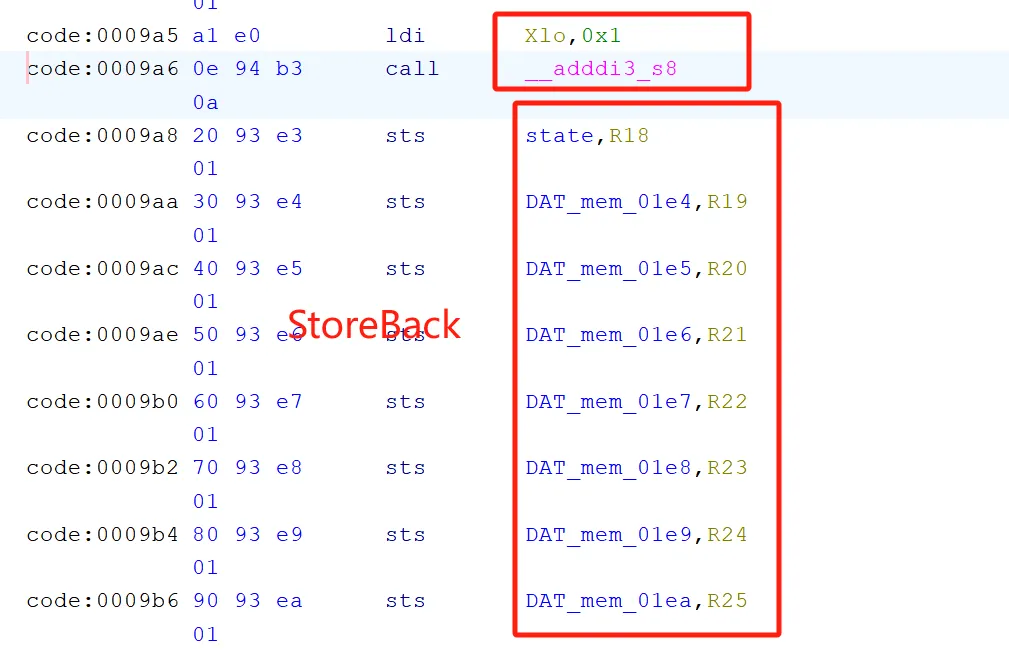 01
code:0009a5 a1 e0 ldi Xlo,0x1
code:0009a6 0e 94 b3 call __adddi3_s8
0a
code:0009a8 20 93 e3 sts state,R18
01
code:0009aa 30 93 e4 sts DAT_mem_01e4,R19
01
code:0009ac 40 93 e5 sts DAT_mem_01e5,R20
01
StoreBack
code:0009ae 50 93 e6 sts DAT_mem_01e6,R21
01
code:0009b0 60 93 e7 sts DAT_mem_01e7,R22
01
code:0009b2 70 93 e8 sts DAT_mem_01e8,R23
01
code:0009b4 80 93 e9 sts DAT_mem_01e9,R24
01
code:0009b6 90 93 ea sts DAT_mem_01ea,R25
01